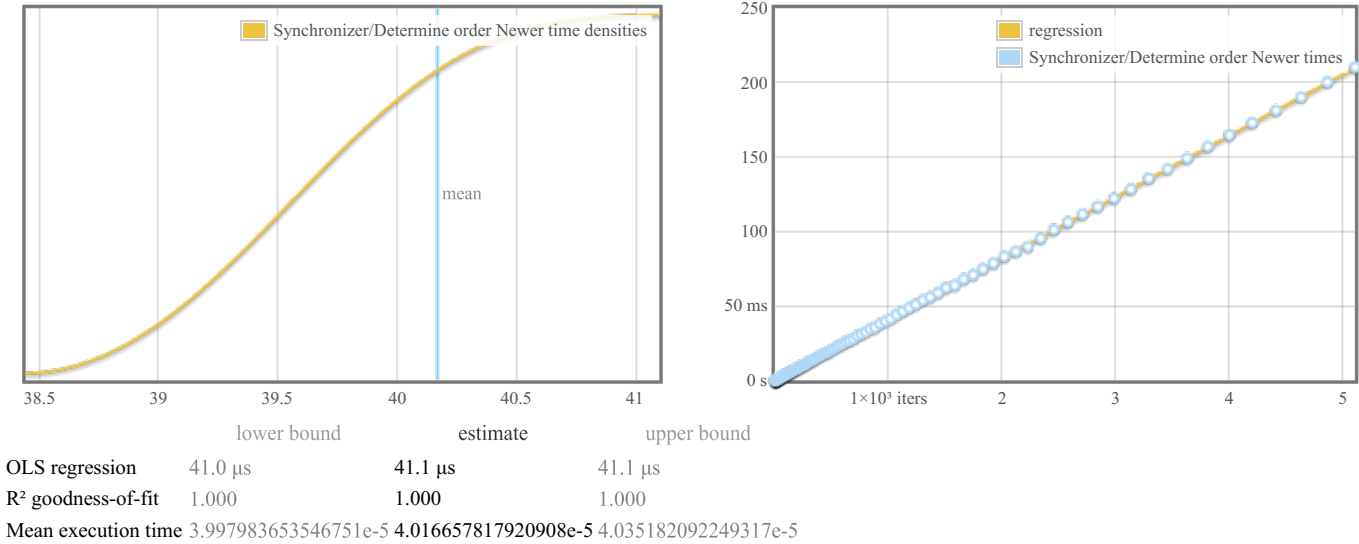 Synchronizer/Determine order Newer time densities
mean
38.5 39 39.5 40 40.5 41
250
200
150
100
50 ms
0 s
regression
Synchronizer/Determine order Newer times
1×10³ iters 2 3 4 5
lower bound estimate upper bound
OLS regression 41.0 μs 41.1 μs 41.1 μs
R² goodness-of-fit 1.000 1.000 1.000
Mean execution time 3.997983653546751e-5 4.016657817920908e-5 4.035182092249317e-5